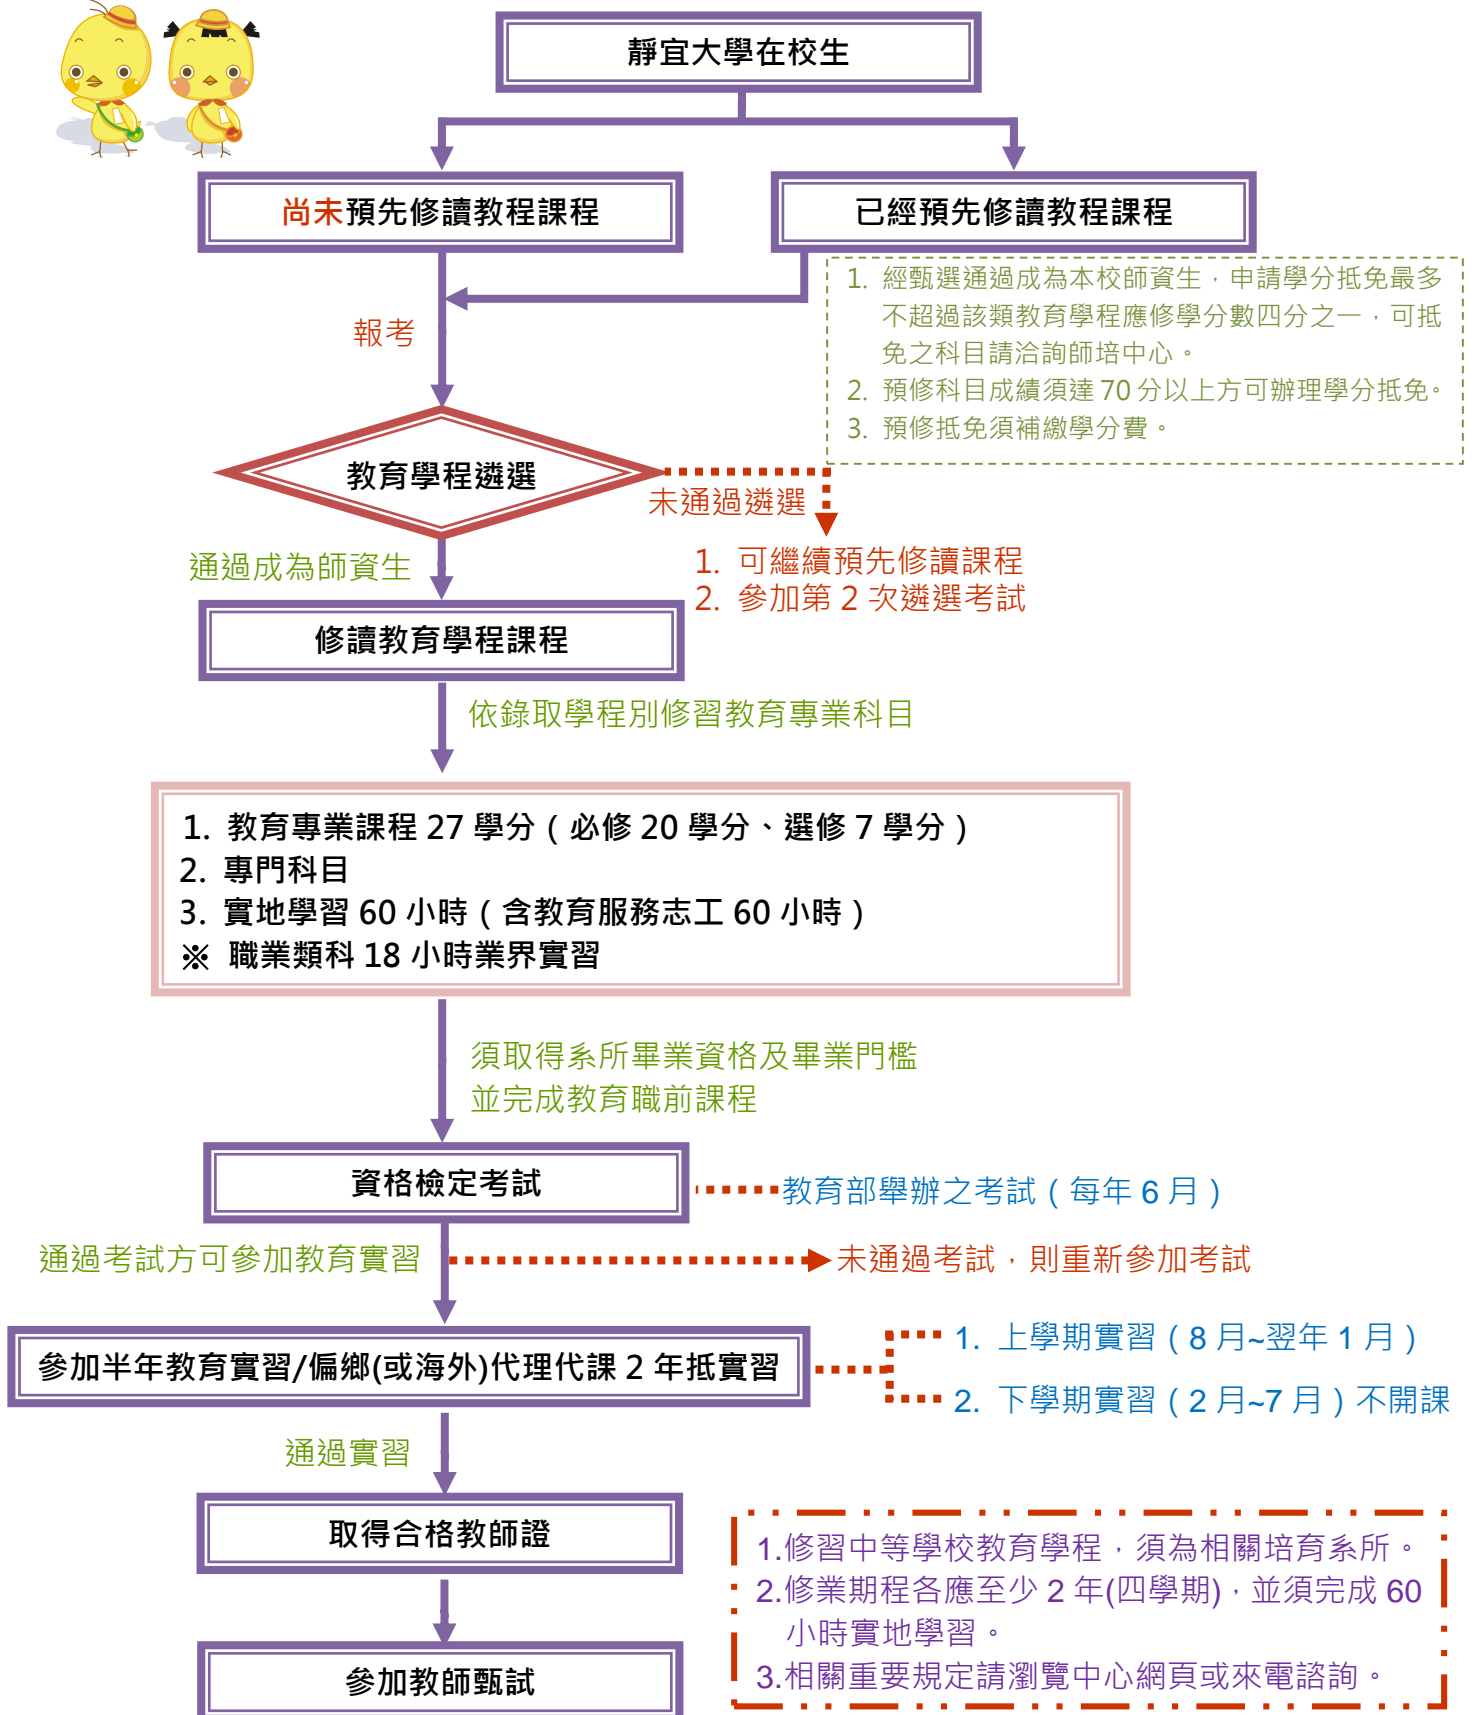 靜宜大學在校生
尚未預先修讀教程課程
已經預先修讀教程課程
1. 經甄選通過成為本校師資生，申請學分抵免最多
不超過該類教育學程應修學分數四分之一，可抵
免之科目請洽詢師培中心。
2. 預修科目成績須達 70 分以上方可辦理學分抵免。
3. 預修抵免須補繳學分費。
報考
教育學程遴選
未通過遴選
1. 可繼續預先修讀課程
2. 參加第 2 次遴選考試
通過成為師資生
修讀教育學程課程
依錄取學程別修習教育專業科目
1. 教育專業課程 27 學分（必修 20 學分、選修 7 學分）
2. 專門科目
3. 實地學習 60 小時（含教育服務志工 60 小時）
※ 職業類科 18 小時業界實習
須取得系所畢業資格及畢業門檻
並完成教育職前課程
資格檢定考試
教育部舉辦之考試（每年 6 月）
通過考試方可參加教育實習
未通過考試，則重新參加考試
參加半年教育實習/偏鄉(或海外)代理代課 2 年抵實習
1. 上學期實習（8 月~翌年 1 月）
2. 下學期實習（2 月~7 月）不開課
通過實習
取得合格教師證
參加教師甄試
1.修習中等學校教育學程，須為相關培育系所。
2.修業期程各應至少 2 年(四學期)，並須完成 60
小時實地學習。
3.相關重要規定請瀏覽中心網頁或來電諮詢。